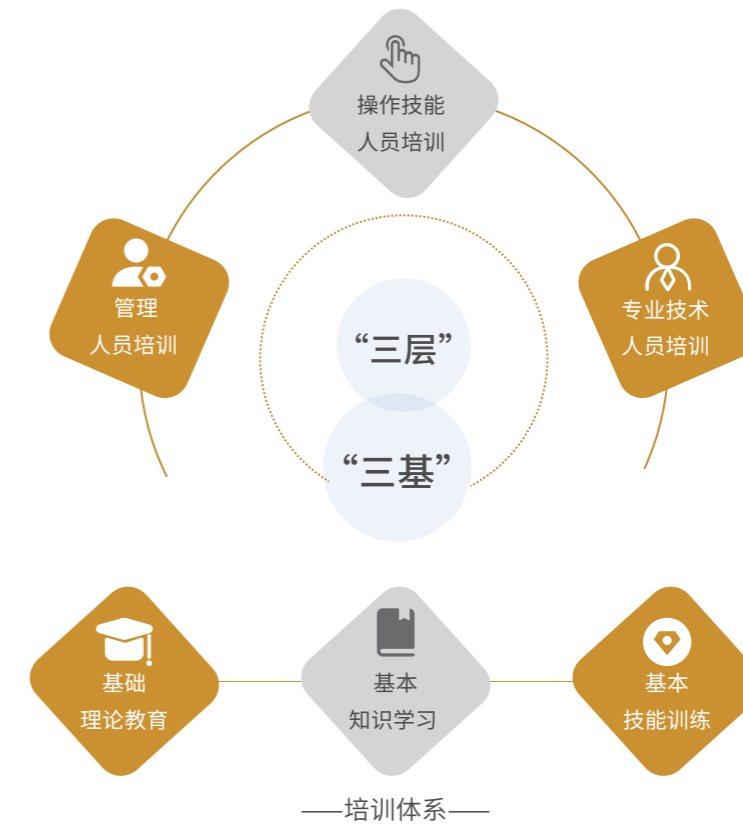 操作技能
人员培训
管理
人员培训
专业技术
人员培训
“三层”
“三基”
基础
理论教育
基本
知识学习
基本
技能训练
——培训体系——